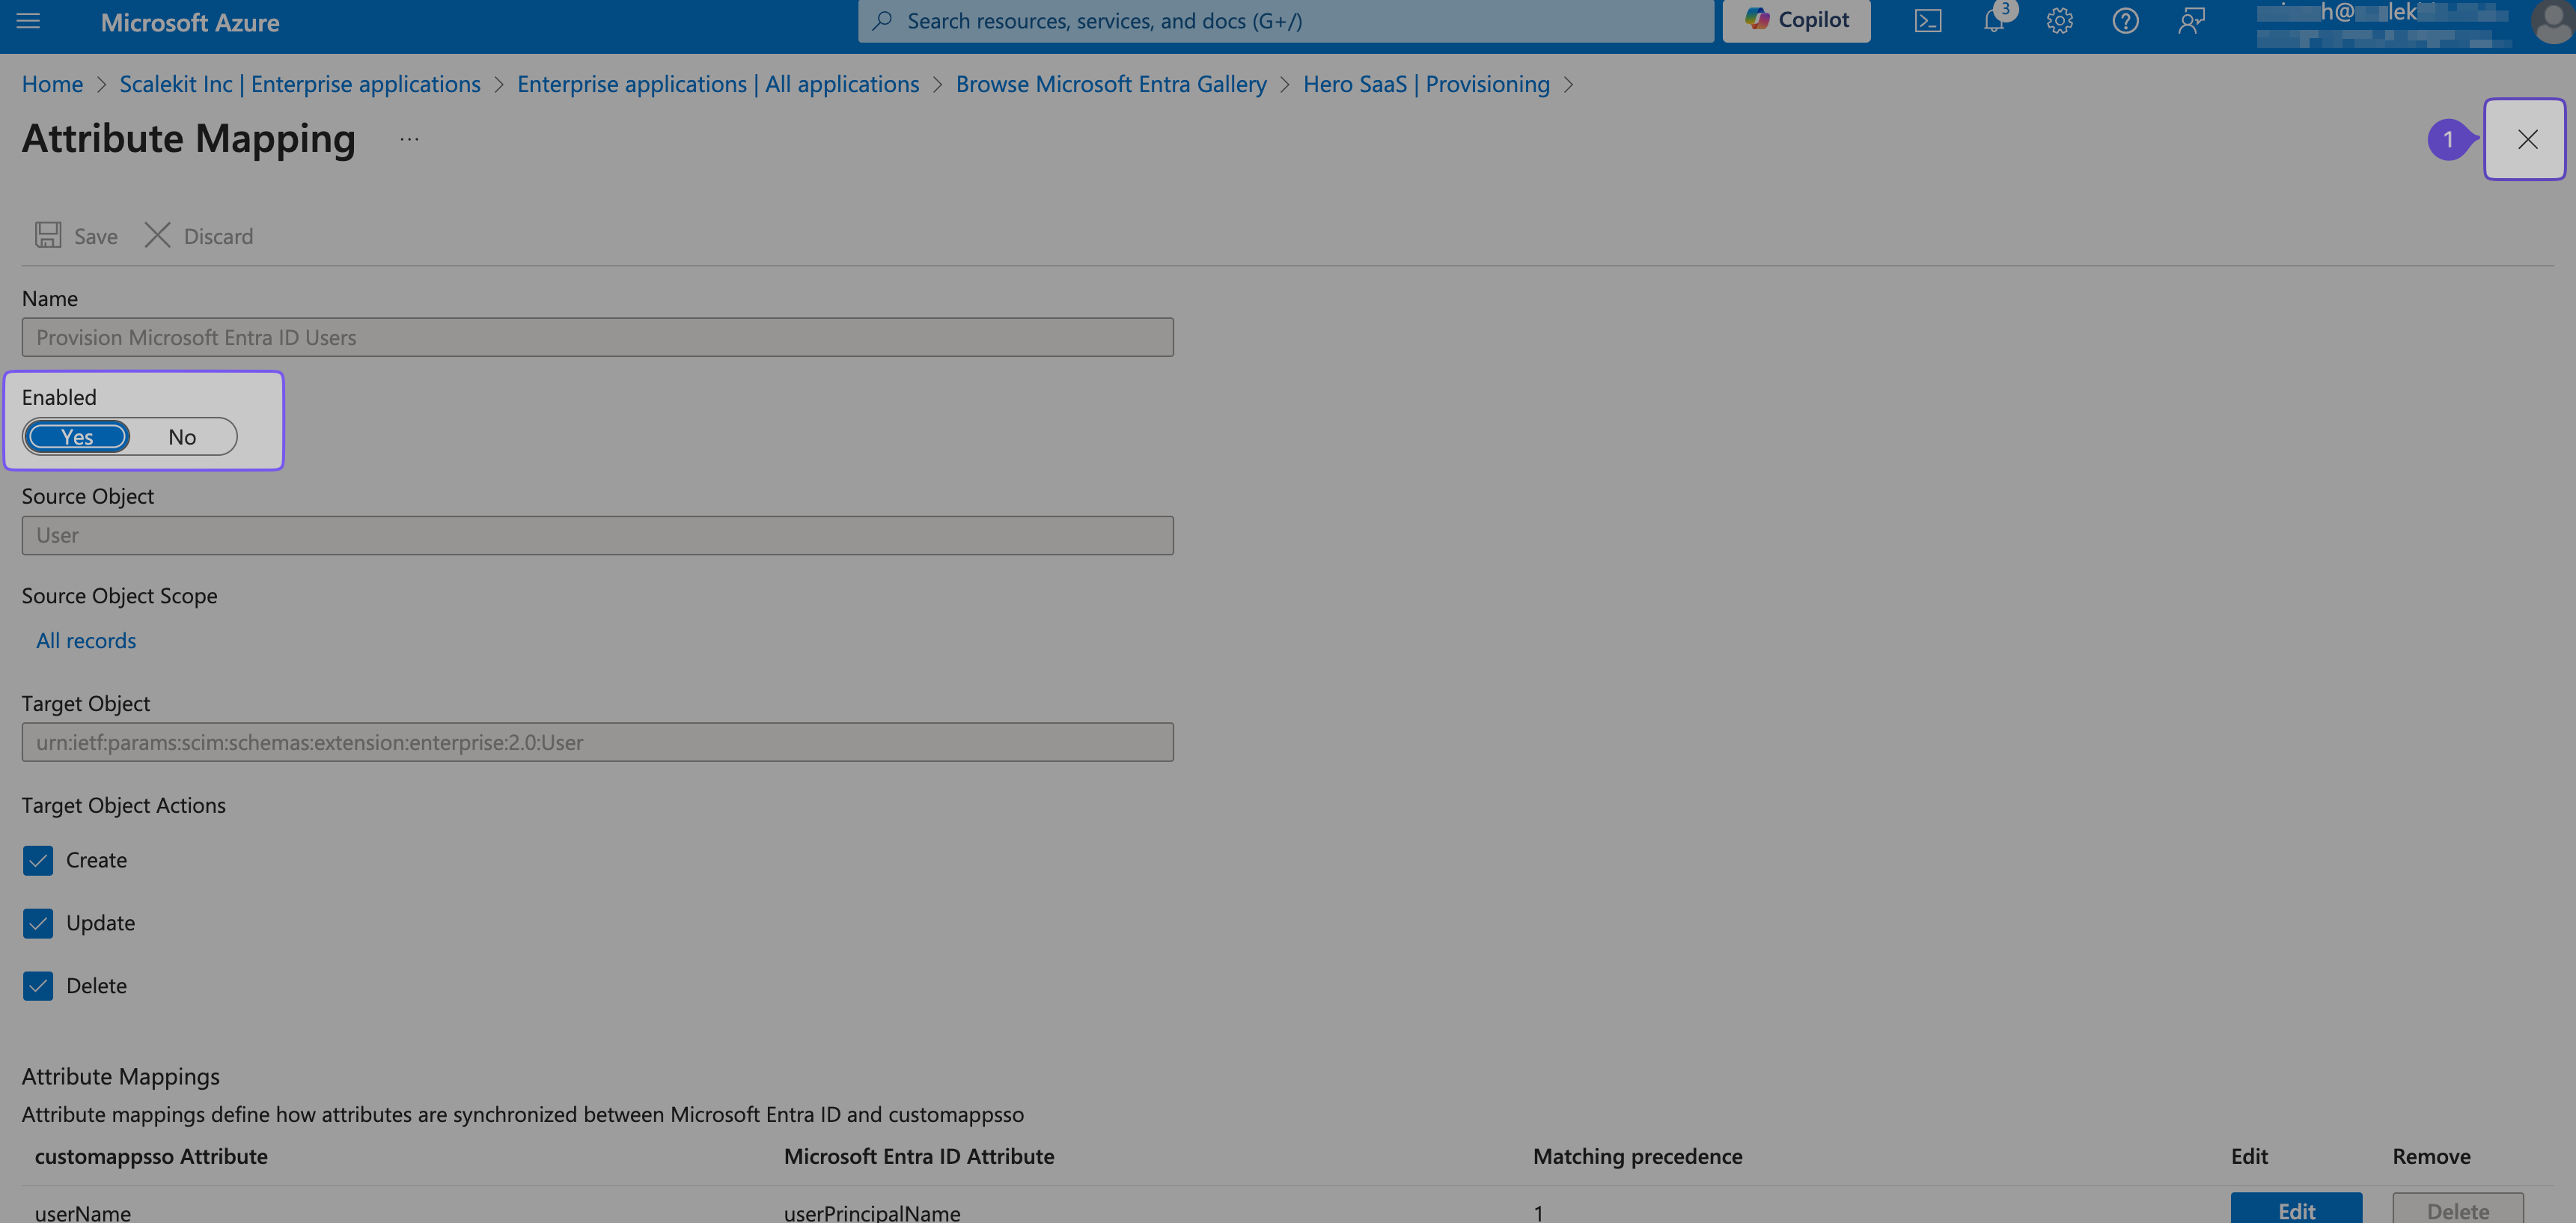 Microsoft Azure
Search resources, services, and docs (G+/)
Copilot
3
h@ lek
Home > Scalekit Inc | Enterprise applications > Enterprise applications | All applications > Browse Microsoft Entra Gallery > Hero SaaS | Provisioning >
Attribute Mapping ...
1
Save Discard
Name
Provision Microsoft Entra ID Users
Enabled
Yes No
Source Object
User
Source Object Scope
All records
Target Object
urn:ietf:params:scim:schemas:extension:enterprise:2.0:User
Target Object Actions
Create
Update
Delete
Attribute Mappings
Attribute mappings define how attributes are synchronized between Microsoft Entra ID and customappsso
customappsso Attribute Microsoft Entra ID Attribute Matching precedence Edit Remove
userName userPrincipalName 1 Edit Delete